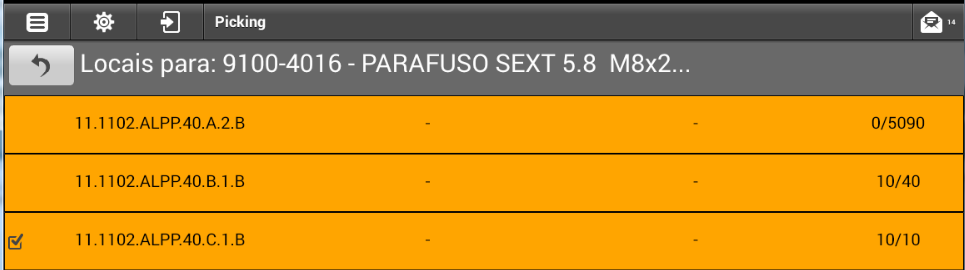 Picking
14
Locais para: 9100-4016 - PARAFUSO SEXT 5.8  M8x2...
11.1102.ALPP.40.A.2.B - - 0/5090
11.1102.ALPP.40.B.1.B - - 10/40
11.1102.ALPP.40.C.1.B - - 10/10